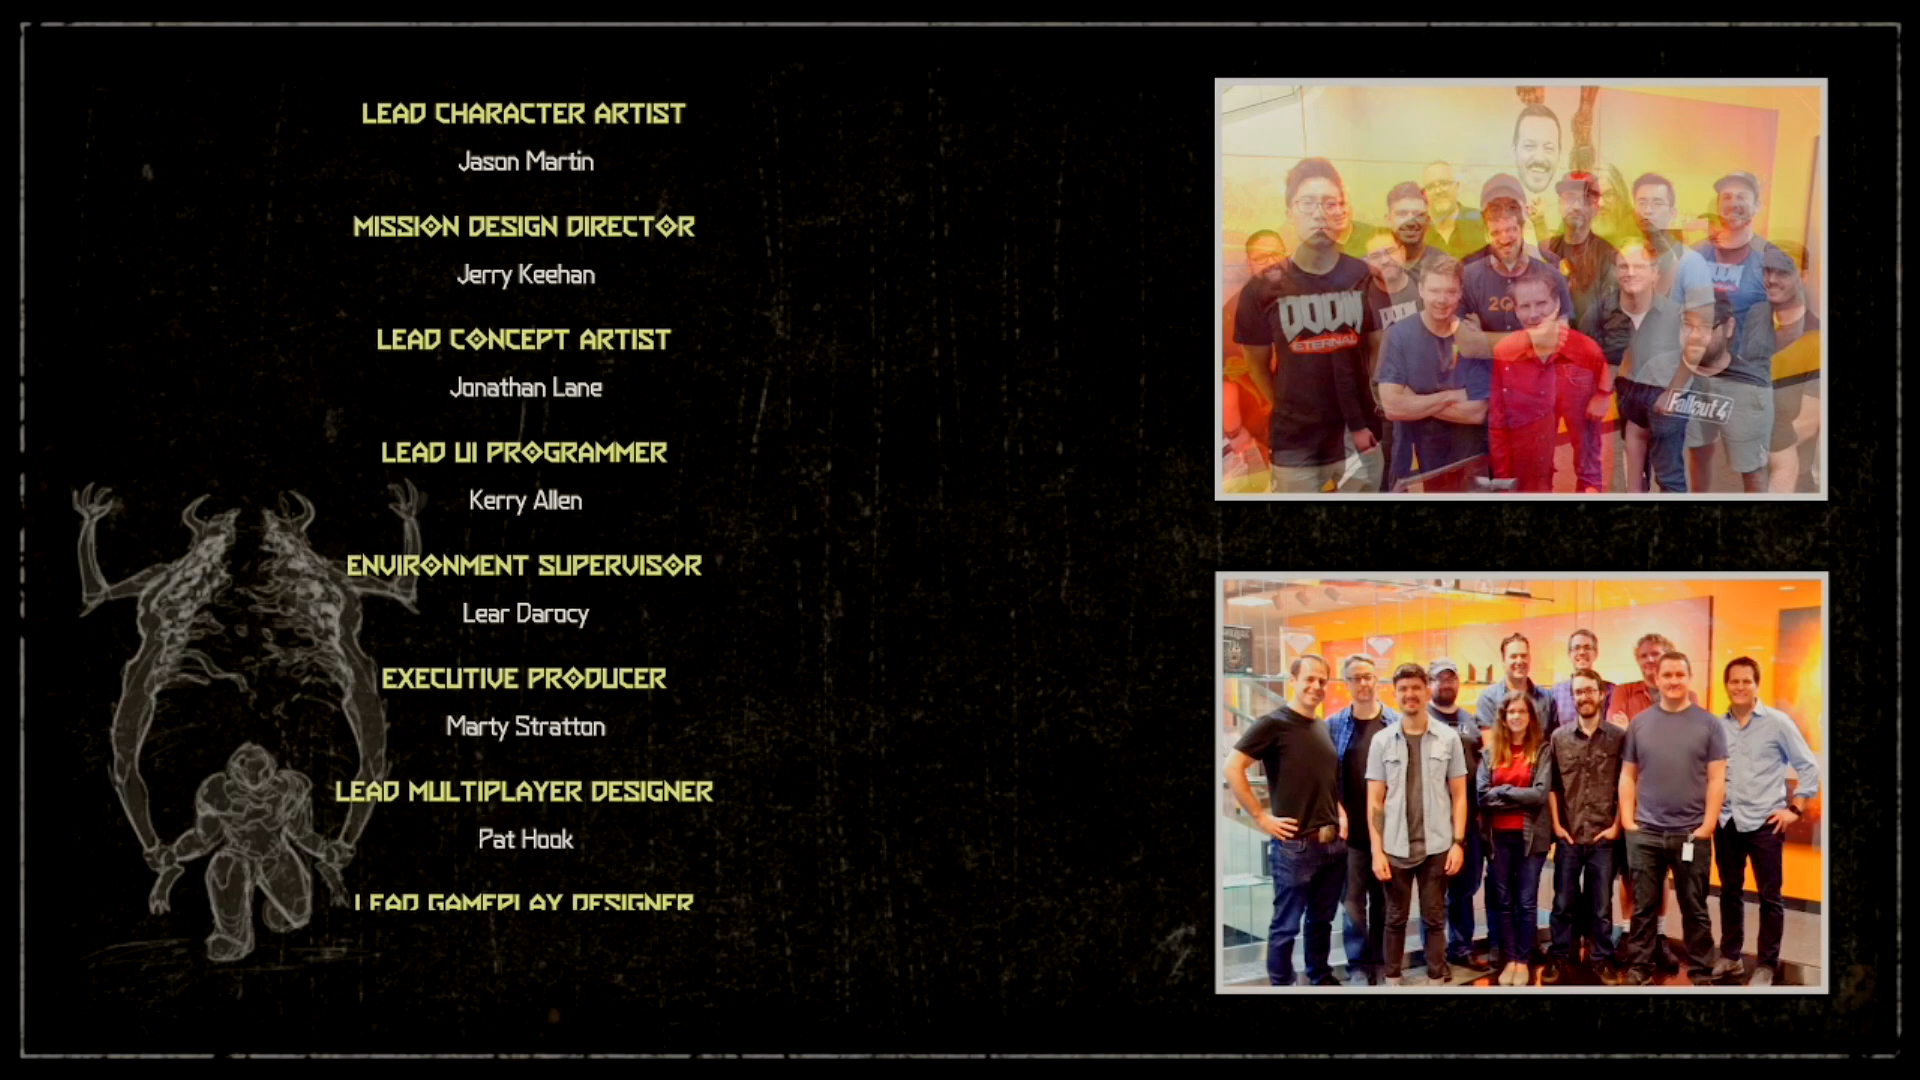 LEAD CHARACTER ARTIST
Jason Martin
MISSION DESIGN DIRECTOR
Jerry Keehan
LEAD CONCEPT ARTIST
Jonathan Lane
LEAD UI PROGRAMMER
Kerry Allen
ENVIRONMENT SUPERVISOR
Lear Darocy
EXECUTIVE PRODUCER
Marty Stratton
LEAD MULTIPLAYER DESIGNER
Pat Hook
LEAD GAMEPLAY DESIGNER
DOOM
ETERNAL
DOOM
Fallout 4